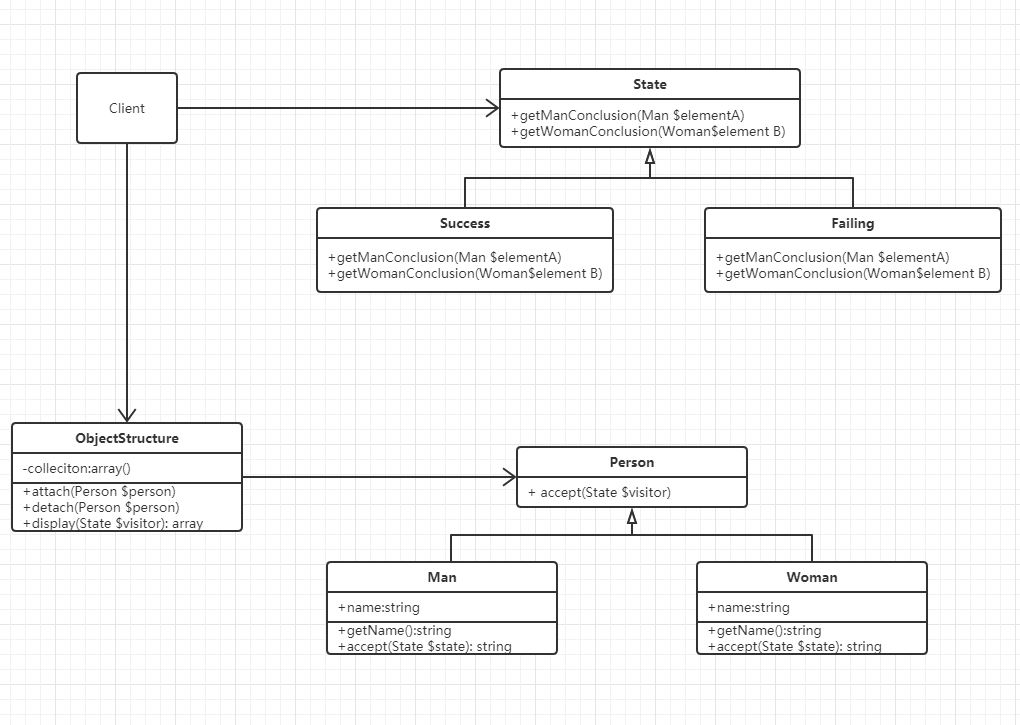 Client
State
+getManConclusion(Man $elementA)
+getWomanConclusion(Woman$element B)
Success
+getManConclusion(Man $elementA)
+getWomanConclusion(Woman$element B)
Failing
+getManConclusion(Man $elementA)
+getWomanConclusion(Woman$element B)
ObjectStructure
-colleciton:array()
+attach(Person $person)
+detach(Person $person)
+display(State $visitor): array
Person
+ accept(State $visitor)
Man
+name:string
+getName():string
+accept(State $state): string
Woman
+name:string
+getName():string
+accept(State $state): string